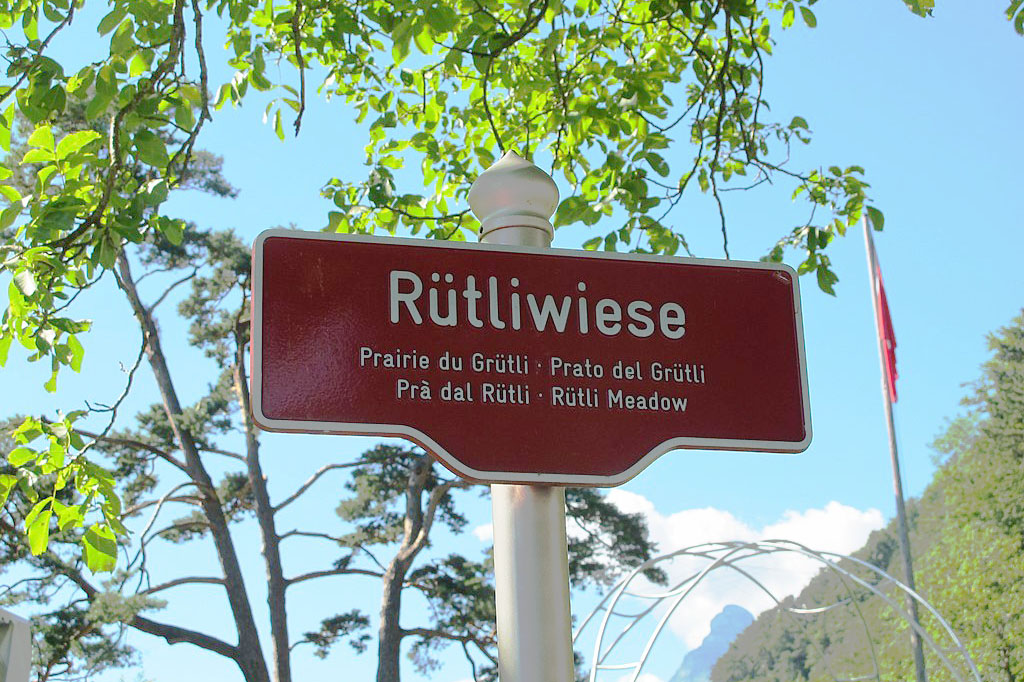 Rütliwiese
Prairie du Grütli · Prato del Grütli
Prà dal Rütli · Rütli Meadow